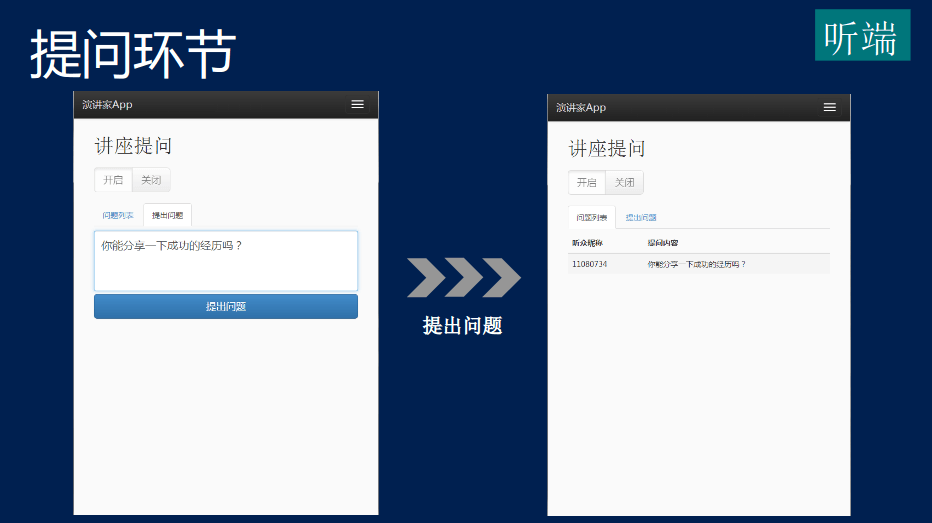 提问环节
听端
演讲家App
讲座提问
开启 关闭
问题列表 提出问题
你能分享一下成功的经历吗？
提出问题
提出问题
演讲家App
讲座提问
开启 关闭
问题列表 提出问题
听众昵称 提问内容
11080734 你能分享一下成功的经历吗？